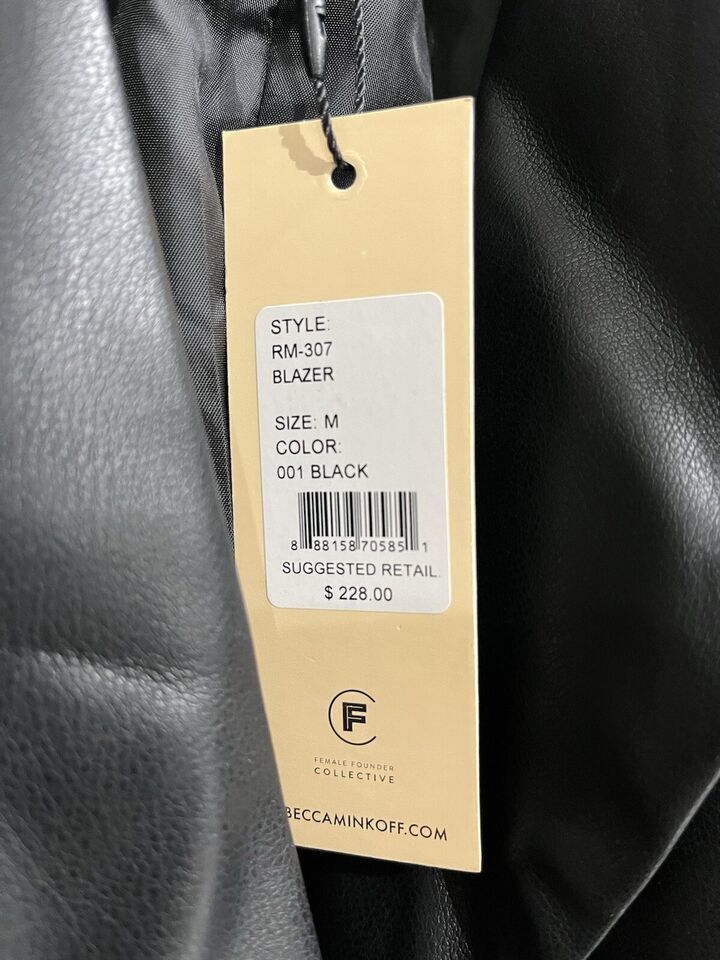 STYLE:
RM-307
BLAZER
SIZE: M
COLOR:
001 BLACK
8 88158 70585 1
SUGGESTED RETAIL.
$ 228.00
F
FEMALE FOUNDER
COLLECTIVE
BECCAMINKOFF.COM